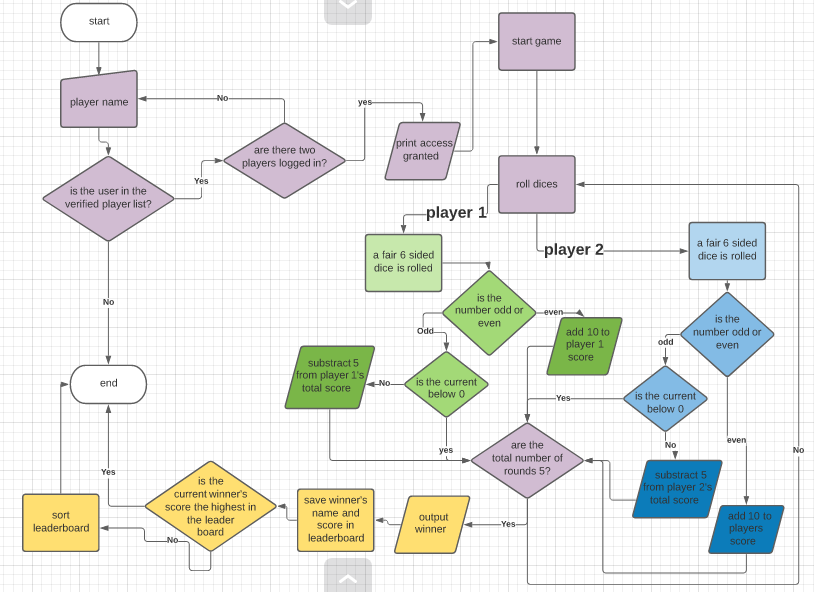 start
start game
player name
No
yes
are there two
players logged in?
print access
granted
is the user in the
verified player list?
Yes
roll dices
player 1
player 2
a fair 6 sided
dice is rolled
a fair 6 sided
dice is rolled
is the
number odd or
even
even
add 10 to
player 1
score
Odd
is the
number odd or
even
odd
No
end
substract 5
from player 1's
total score
No
is the current
below 0
Yes
is the current
below 0
yes
are the
total number of
rounds 5?
No
even
No
substract 5
from player 2's
total score
Yes
is the
current winner's
score the highest in
the leader
board
save winner's
name and
score in
leaderboard
output
winner
Yes
add 10 to
players
score
sort
leaderboard
No